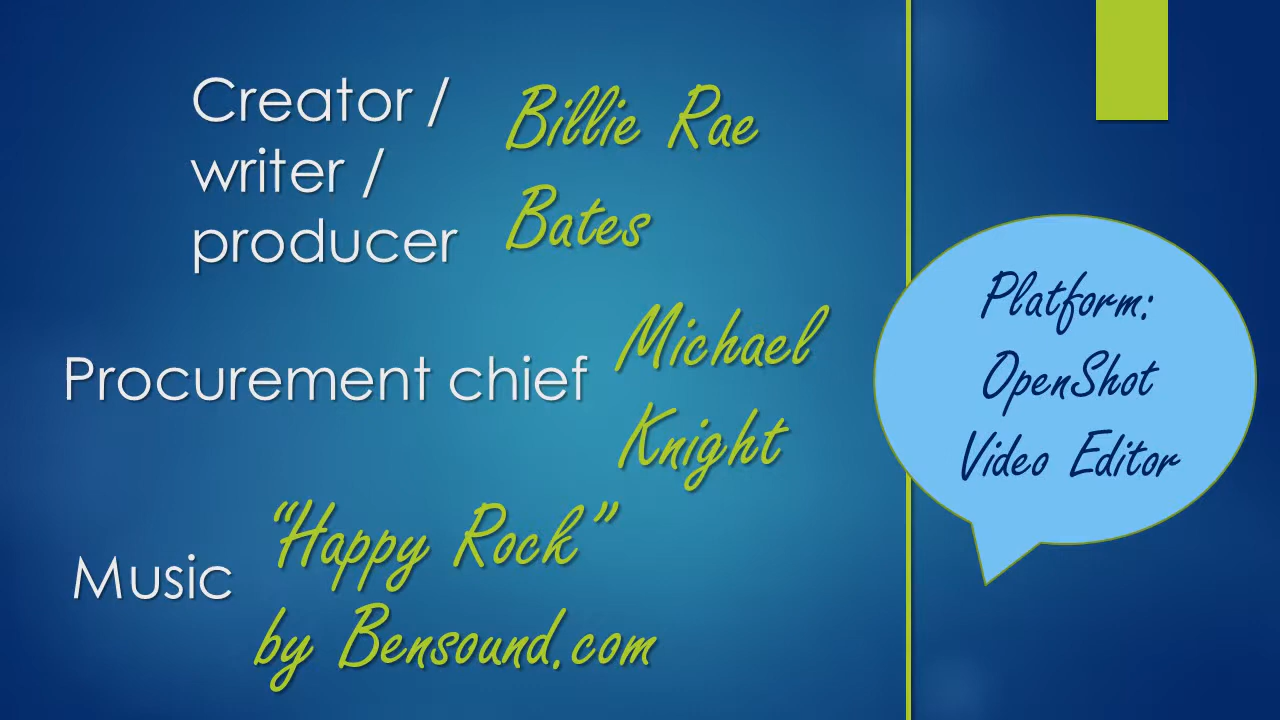 Creator /
writer /
producer
Billie Rae
Bates
Procurement chief
Michael
Knight
Music
“Happy Rock”
by Bensound.com
Platform:
OpenShot
Video Editor